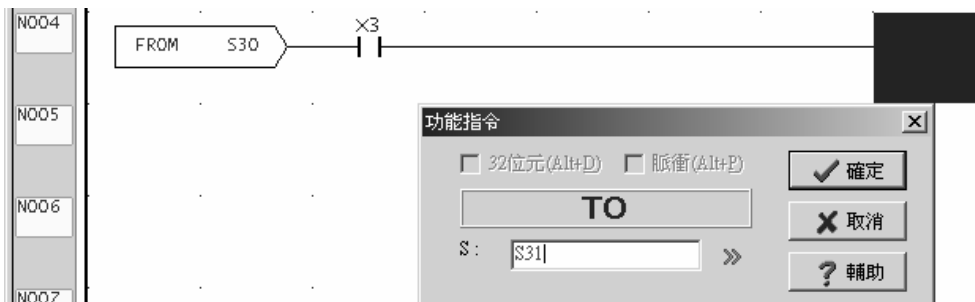 N004
FROM S30
X3
N005
功能指令
32位元(Alt+D) 脈衝(Alt+P)
確定
TO
N006
取消
S : S31
輔助
N007